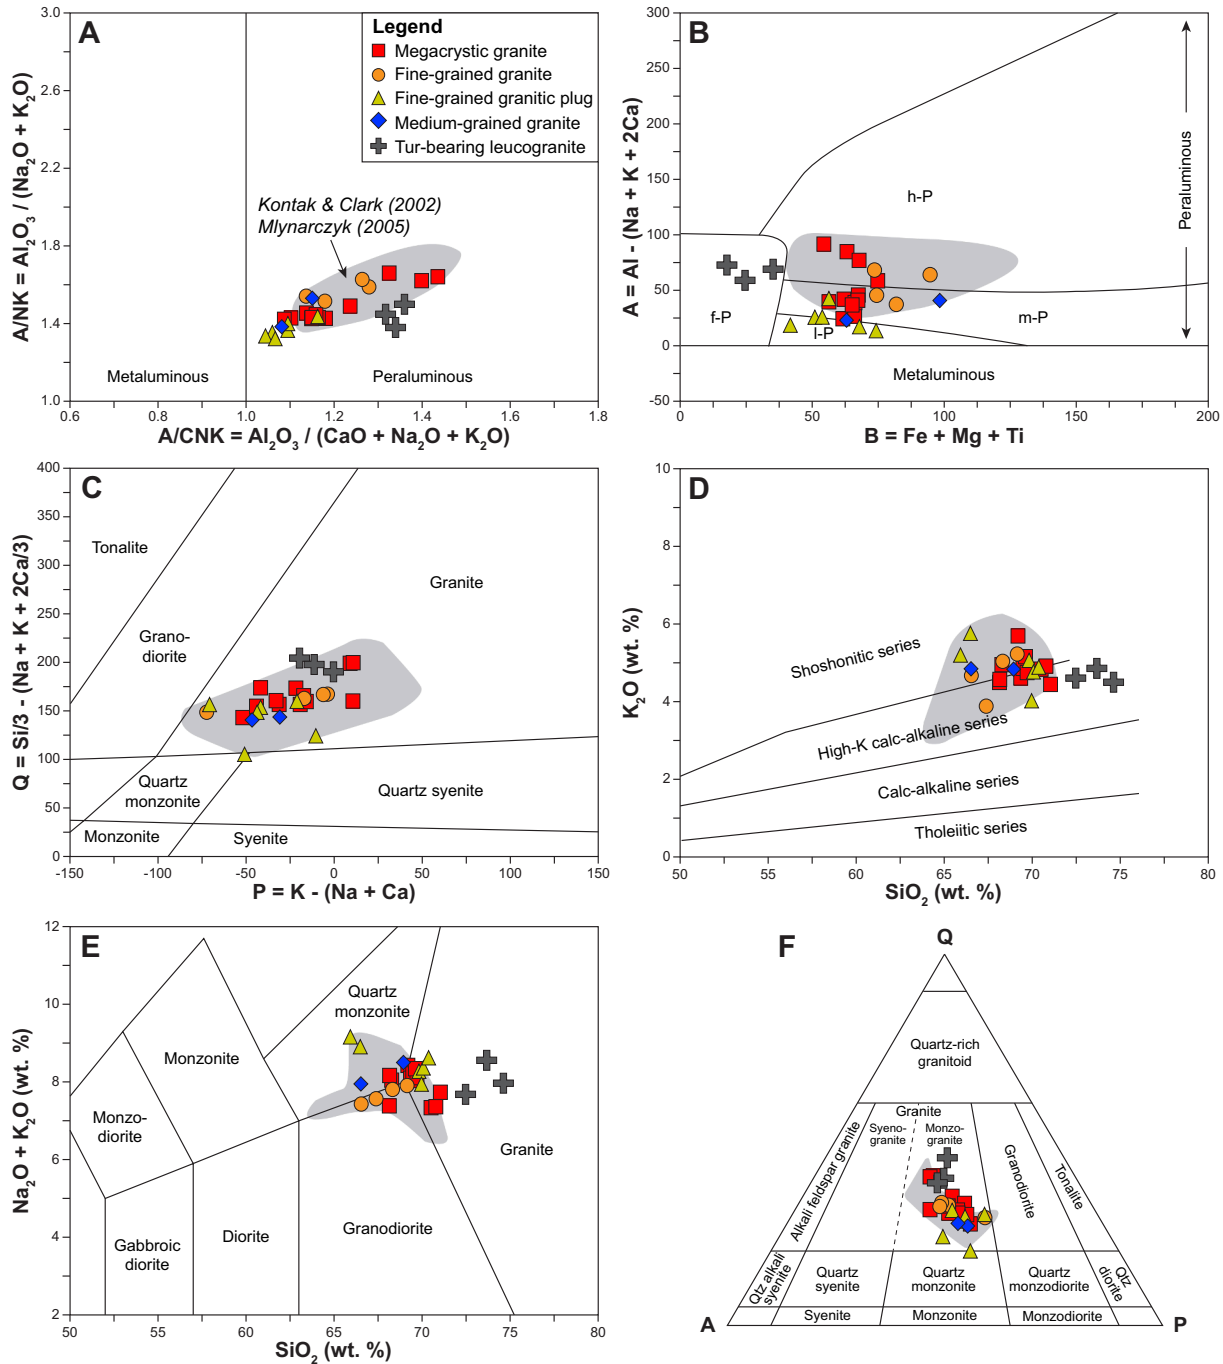 A
Legend
Megacrystic granite
Fine-grained granite
Fine-grained granitic plug
Medium-grained granite
Tur-bearing leucogranite
Kontak & Clark (2002)
Mlynarczyk (2005)
Metaluminous
Peraluminous
3.0
2.6
2.2
1.8
1.4
1.0
0.6
1.0
1.2
1.4
1.6
1.8
A/NK = Al₂O₃ / (Na₂O + K₂O)
A/CNK = Al₂O₃ / (CaO + Na₂O + K₂O)
B
300
250
200
150
100
50
0
-50
0
50
100
150
200
h-P
f-P
l-P
m-P
Metaluminous
Peraluminous
A = Al - (Na + K + 2Ca)
B = Fe + Mg + Ti
C
400
350
300
250
200
150
100
50
0
-150
-100
-50
0
50
100
150
Tonalite
Grano-
diorite
Granite
Quartz
monzonite
Quartz syenite
Monzonite
Syenite
Q = Si/3 - (Na + K + 2Ca/3)
P = K - (Na + Ca)
D
10
8
6
4
2
0
50
55
60
65
70
75
80
Shoshonitic series
High-K calc-alkaline series
Calc-alkaline series
Tholeiitic series
K₂O (wt. %)
SiO₂ (wt. %)
E
12
10
8
6
4
2
50
55
60
65
70
75
80
Quartz
monzonite
Monzonite
Monzo-
diorite
Granite
Granodiorite
Diorite
Gabbroic
diorite
Na₂O + K₂O (wt. %)
SiO₂ (wt. %)
F
Q
Quartz-rich
granitoid
Granite
Syeno-
granite
Monzo-
granite
Alkali feldspar granite
Granodiorite
Tonalite
Qtz alkali
syenite
Quartz
syenite
Quartz
monzonite
Quartz
monzodiorite
Qtz
diorite
A
Syenite
Monzonite
Monzodiorite
P